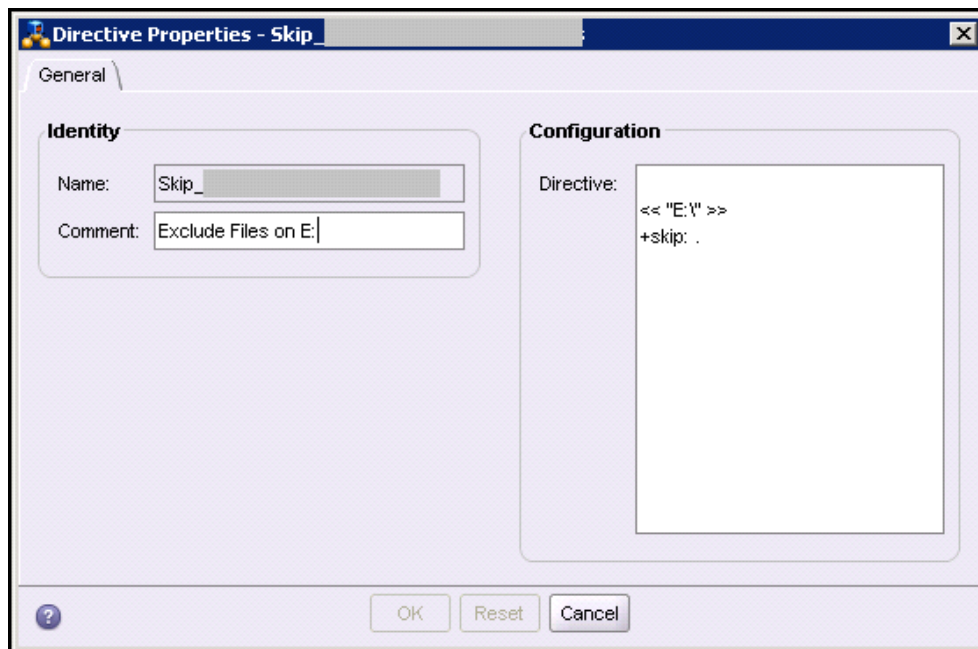 Directive Properties - Skip_
General
Identity
Name: Skip_
Comment: Exclude Files on E:
Configuration
Directive:
<< "E:\" >>
+skip: .
?
OK Reset Cancel